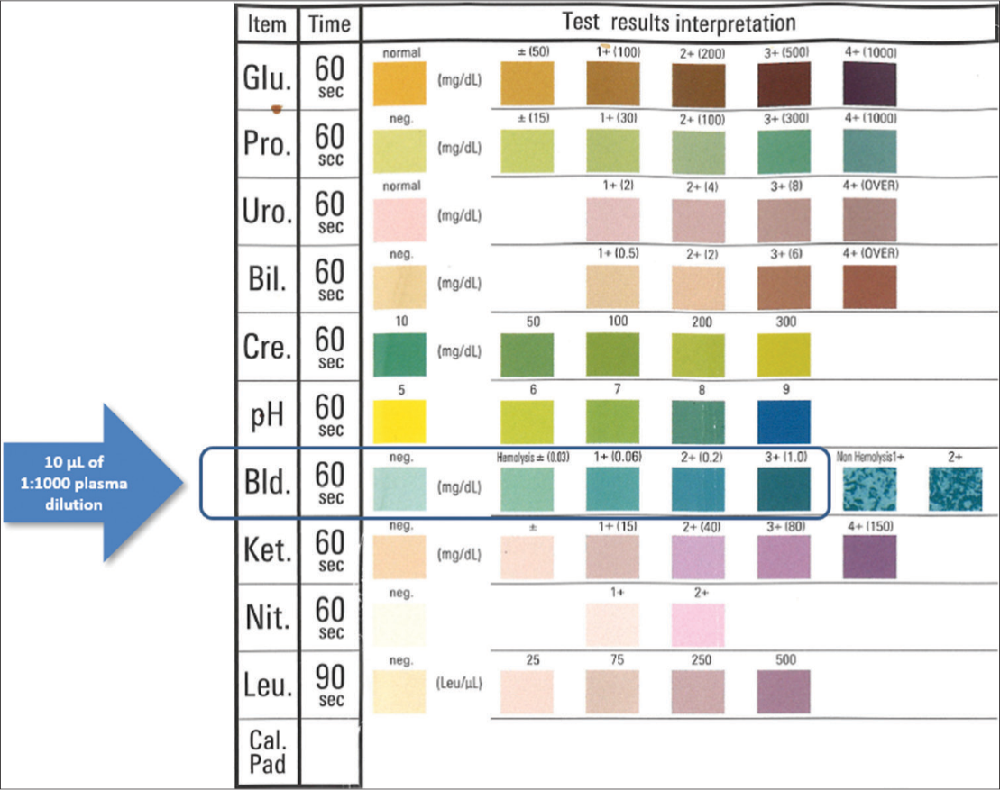 Item Time Test results interpretation
normal ± (50) 1+ (100) 2+ (200) 3+ (500) 4+ (1000)
Glu. 60 sec (mg/dL)
neg. ± (15) 1+ (30) 2+ (100) 3+ (300) 4+ (1000)
Pro. 60 sec (mg/dL)
normal 1+ (2) 2+ (4) 3+ (8) 4+ (OVER)
Uro. 60 sec (mg/dL)
neg. 1+ (0.5) 2+ (2) 3+ (6) 4+ (OVER)
Bil. 60 sec (mg/dL)
10 50 100 200 300
Cre. 60 sec (mg/dL)
5 6 7 8 9
pH 60 sec
neg. Hemolysis ± (0.03) 1+ (0.06) 2+ (0.2) 3+ (1.0) Non Hemolysis1+ 2+
Bld. 60 sec (mg/dL)
10 µL of
1:1000 plasma
dilution
neg. ± 1+ (15) 2+ (40) 3+ (80) 4+ (150)
Ket. 60 sec (mg/dL)
neg. 1+ 2+
Nit. 60 sec
neg. 25 75 250 500
Leu. 90 sec (Leu/µL)
Cal.
Pad